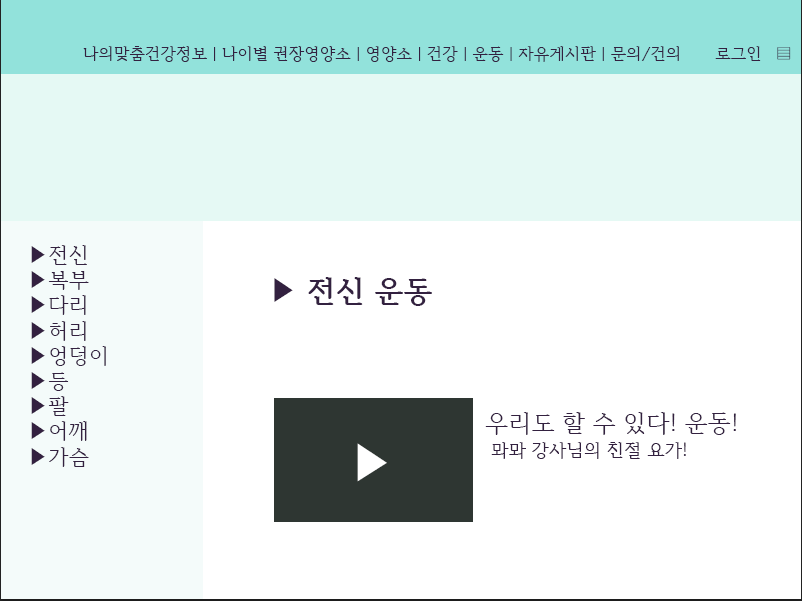 나의맞춤건강정보 | 나이별 권장영양소 | 영양소 | 건강 | 운동 | 자유게시판 | 문의/건의 로그인
▶전신
▶복부
▶다리
▶허리
▶엉덩이
▶등
▶팔
▶어깨
▶가슴
▶ 전신 운동
우리도 할 수 있다! 운동!
뫄뫄 강사님의 친절 요가!